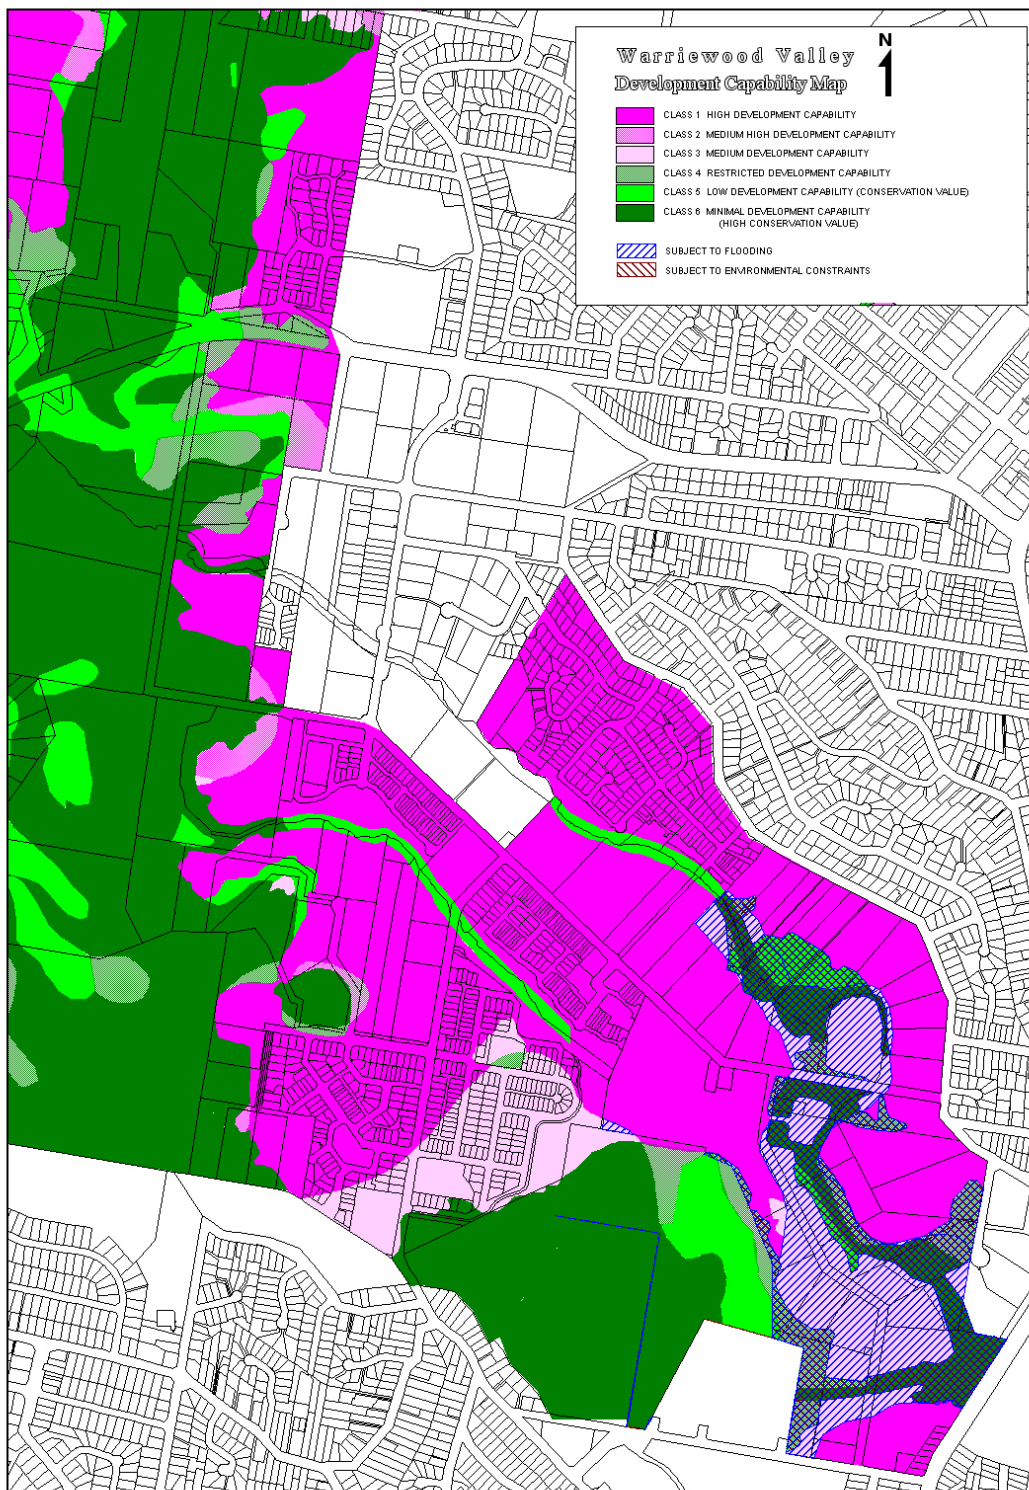 Warriewood Valley
N
Development Capability Map
CLASS 1 HIGH DEVELOPMENT CAPABILITY
CLASS 2 MEDIUM HIGH DEVELOPMENT CAPABILITY
CLASS 3 MEDIUM DEVELOPMENT CAPABILITY
CLASS 4 RESTRICTED DEVELOPMENT CAPABILITY
CLASS 5 LOW DEVELOPMENT CAPABILITY (CONSERVATION VALUE)
CLASS 6 MINIMAL DEVELOPMENT CAPABILITY
(HIGH CONSERVATION VALUE)
SUBJECT TO FLOODING
SUBJECT TO ENVIRONMENTAL CONSTRAINTS